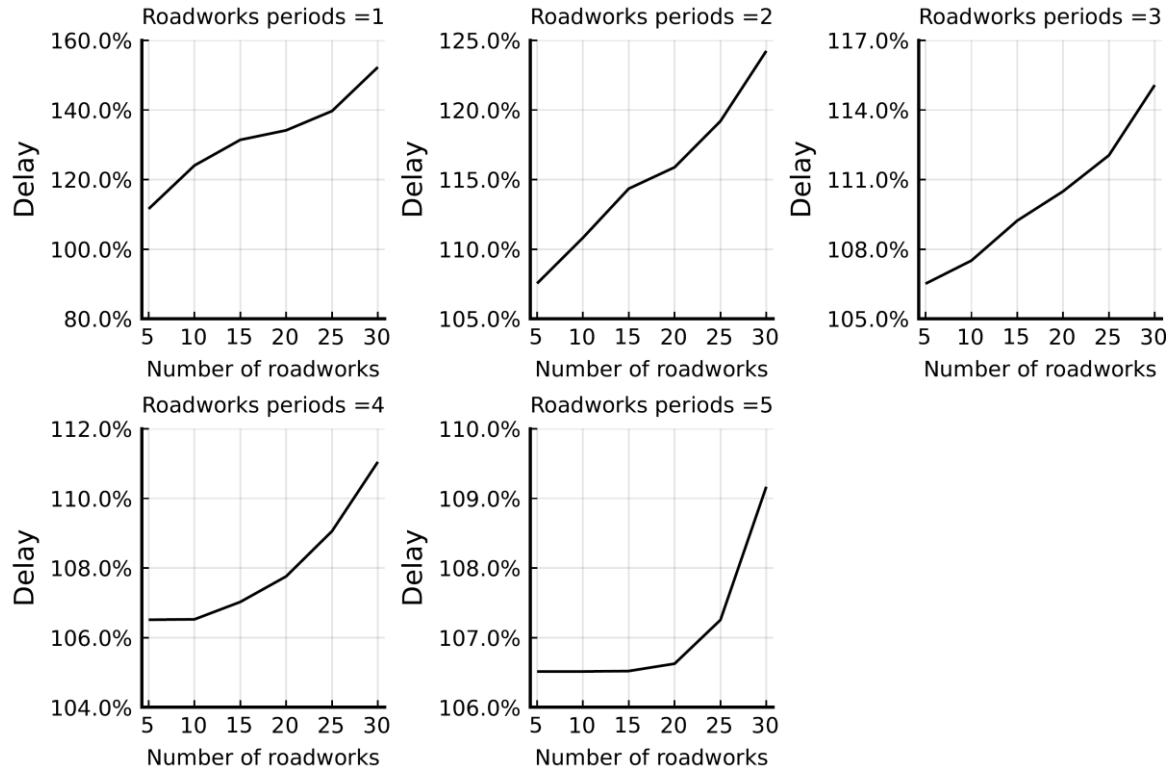 Roadworks periods =1
160.0%
140.0%
120.0%
100.0%
80.0%
Delay
5 10 15 20 25 30
Number of roadworks
Roadworks periods =2
125.0%
120.0%
115.0%
110.0%
105.0%
Delay
5 10 15 20 25 30
Number of roadworks
Roadworks periods =3
117.0%
114.0%
111.0%
108.0%
105.0%
Delay
5 10 15 20 25 30
Number of roadworks
Roadworks periods =4
112.0%
110.0%
108.0%
106.0%
104.0%
Delay
5 10 15 20 25 30
Number of roadworks
Roadworks periods =5
110.0%
109.0%
108.0%
107.0%
106.0%
Delay
5 10 15 20 25 30
Number of roadworks